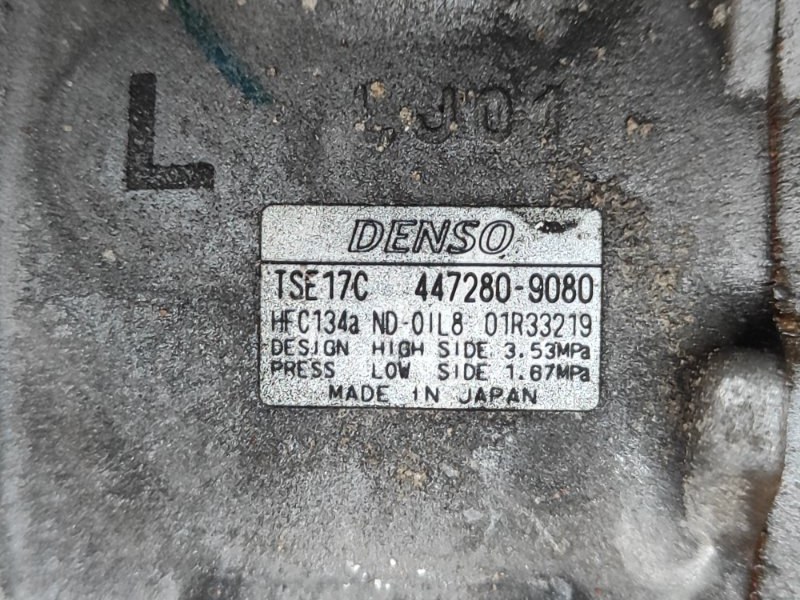 L
DENSO
TSE17C 447280-9080
HFC134a ND-OIL8 01R33219
DESIGN HIGH SIDE 3.53MPa
PRESS LOW SIDE 1.67MPa
MADE IN JAPAN